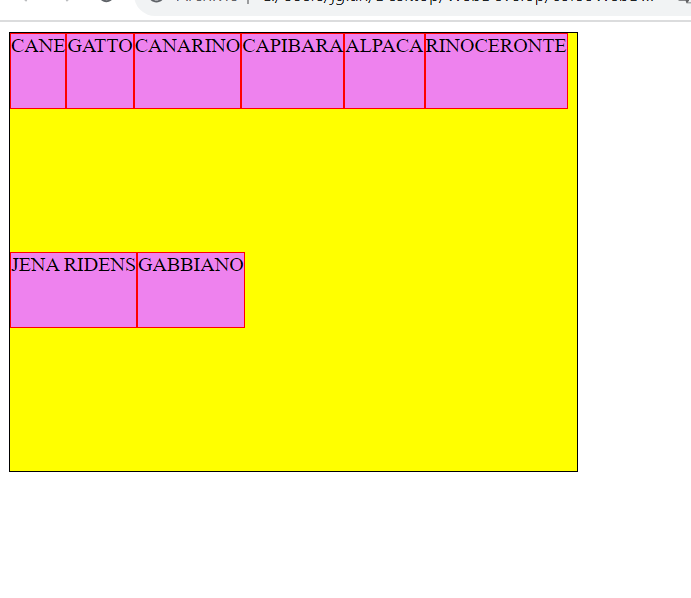 CANE GATTO CANARINO CAPIBARA ALPACA RINOCERONTE
JENA RIDENS GABBIANO